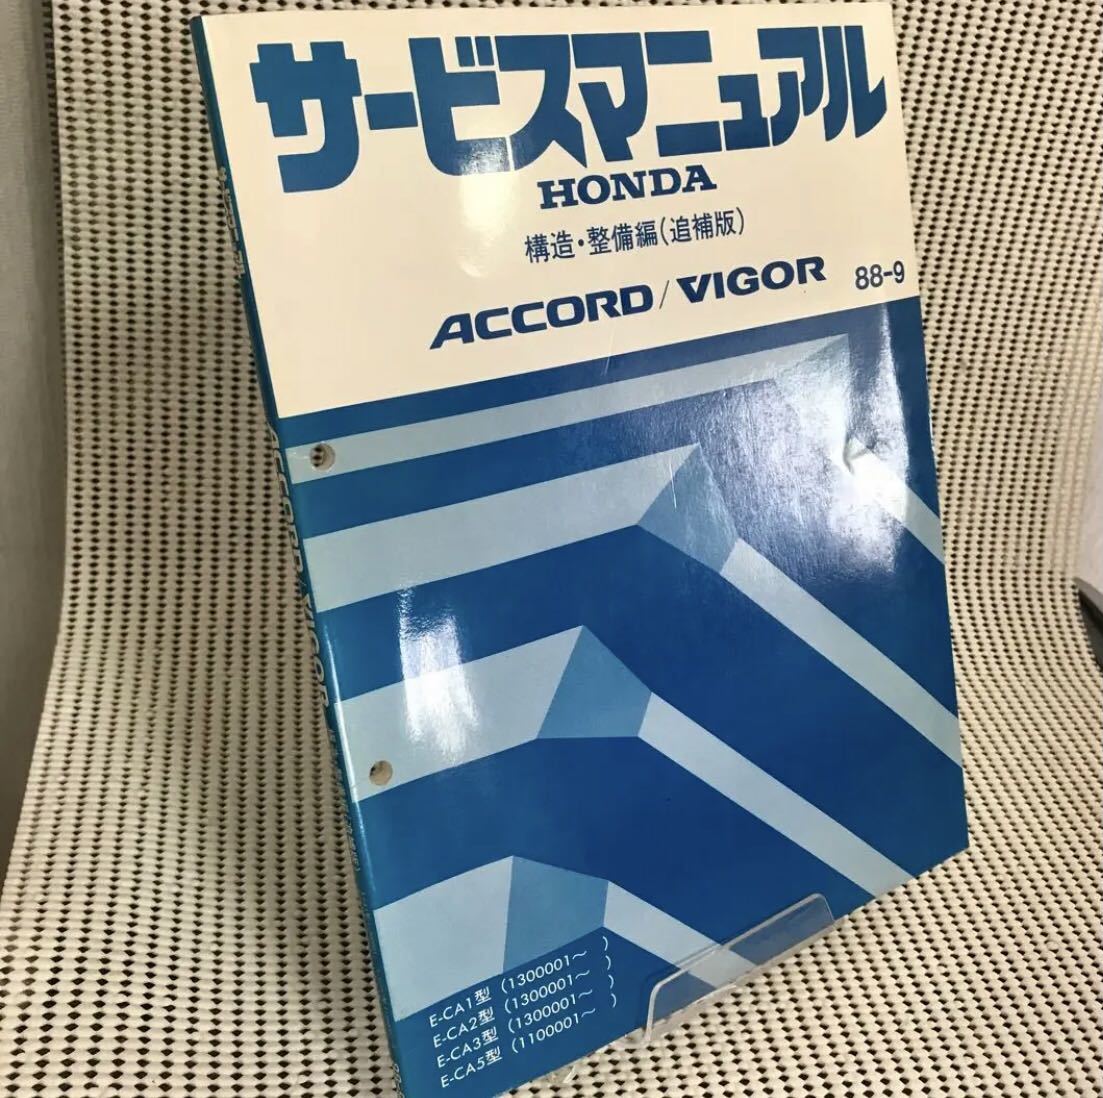 サービスマニュアル
HONDA
構造・整備編(追補版)
ACCORD/VIGOR 88-9
ACCORD/VIGOR
E-CA1型 (1300001〜 )
E-CA2型 (1300001〜 )
E-CA3型 (1300001〜 )
E-CA5型 (1100001〜 )